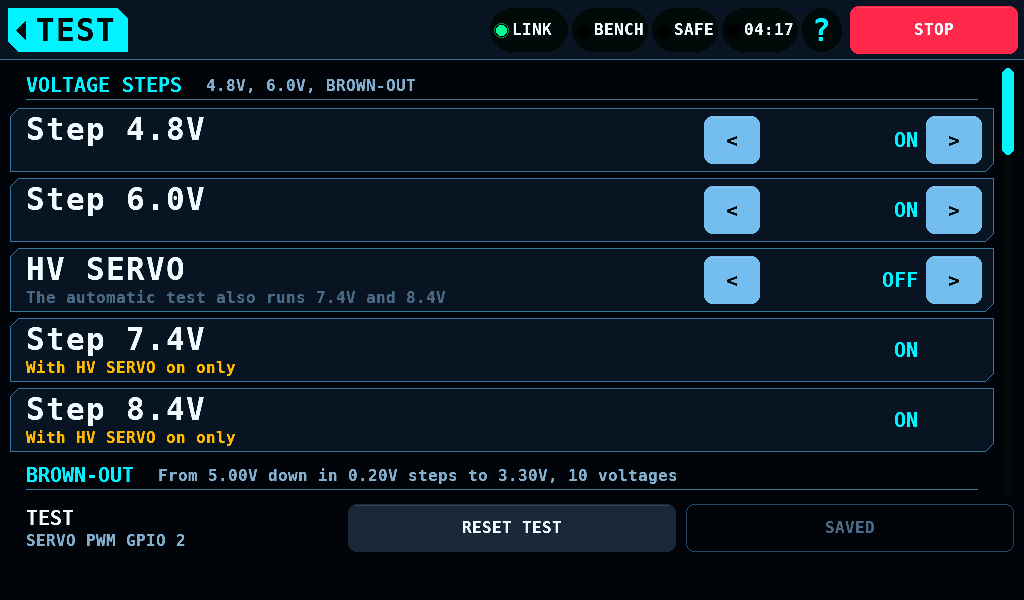 TEST
LINK
BENCH
SAFE
04:17
?
STOP
VOLTAGE STEPS 4.8V, 6.0V, BROWN-OUT
Step 4.8V
< ON >
Step 6.0V
< ON >
HV SERVO
The automatic test also runs 7.4V and 8.4V
< OFF >
Step 7.4V
With HV SERVO on only
ON
Step 8.4V
With HV SERVO on only
ON
BROWN-OUT From 5.00V down in 0.20V steps to 3.30V, 10 voltages
TEST
SERVO PWM GPIO 2
RESET TEST
SAVED